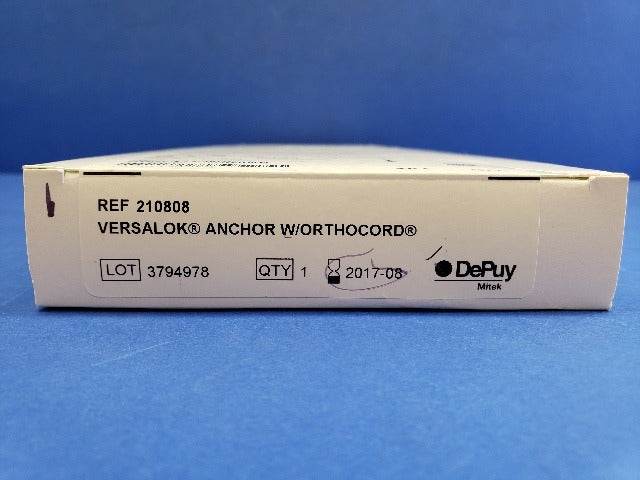 REF 210808
VERSALOK® ANCHOR W/ORTHOCORD®
LOT 3794978 QTY 1 2017-08 DePuy
Mitek